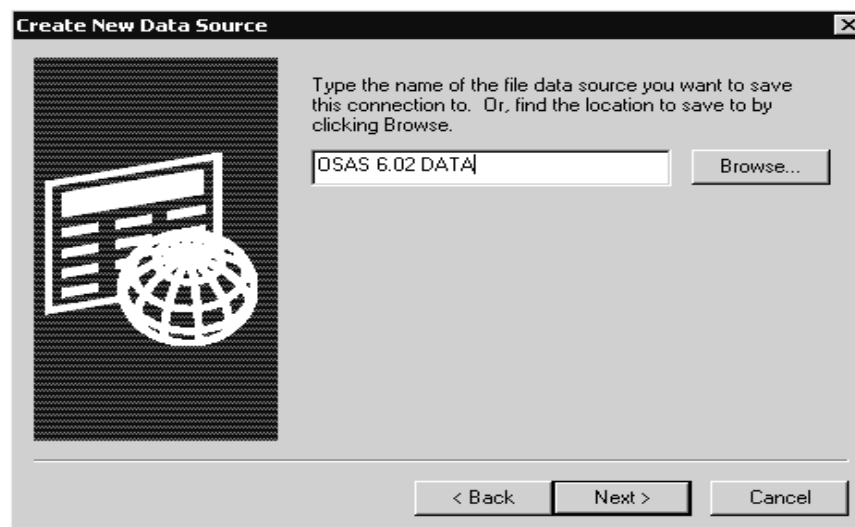 Create New Data Source
Type the name of the file data source you want to save
this connection to. Or, find the location to save to by
clicking Browse.
OSAS 6.02 DATA
Browse...
< Back
Next >
Cancel